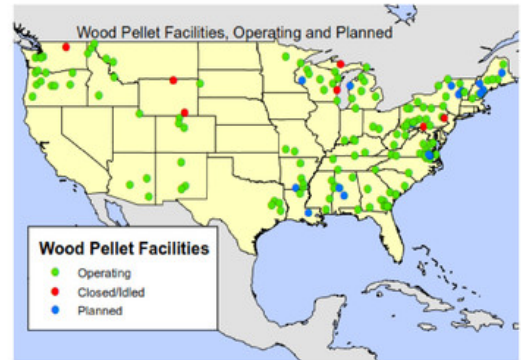 Wood Pellet Facilities, Operating and Planned
Wood Pellet Facilities
Operating
Closed/Idled
Planned